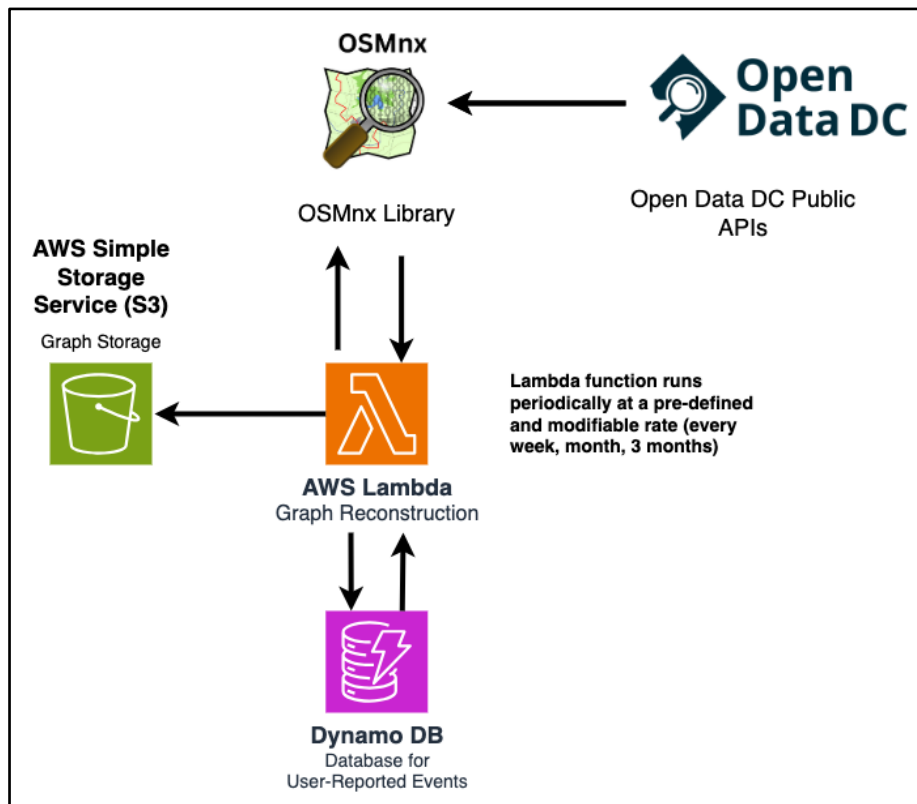 OSMnx
Open
Data DC
OSMnx Library
Open Data DC Public
APIs
AWS Simple
Storage
Service (S3)
Graph Storage
Lambda function runs
periodically at a pre-defined
and modifiable rate (every
week, month, 3 months)
AWS Lambda
Graph Reconstruction
Dynamo DB
Database for
User-Reported Events